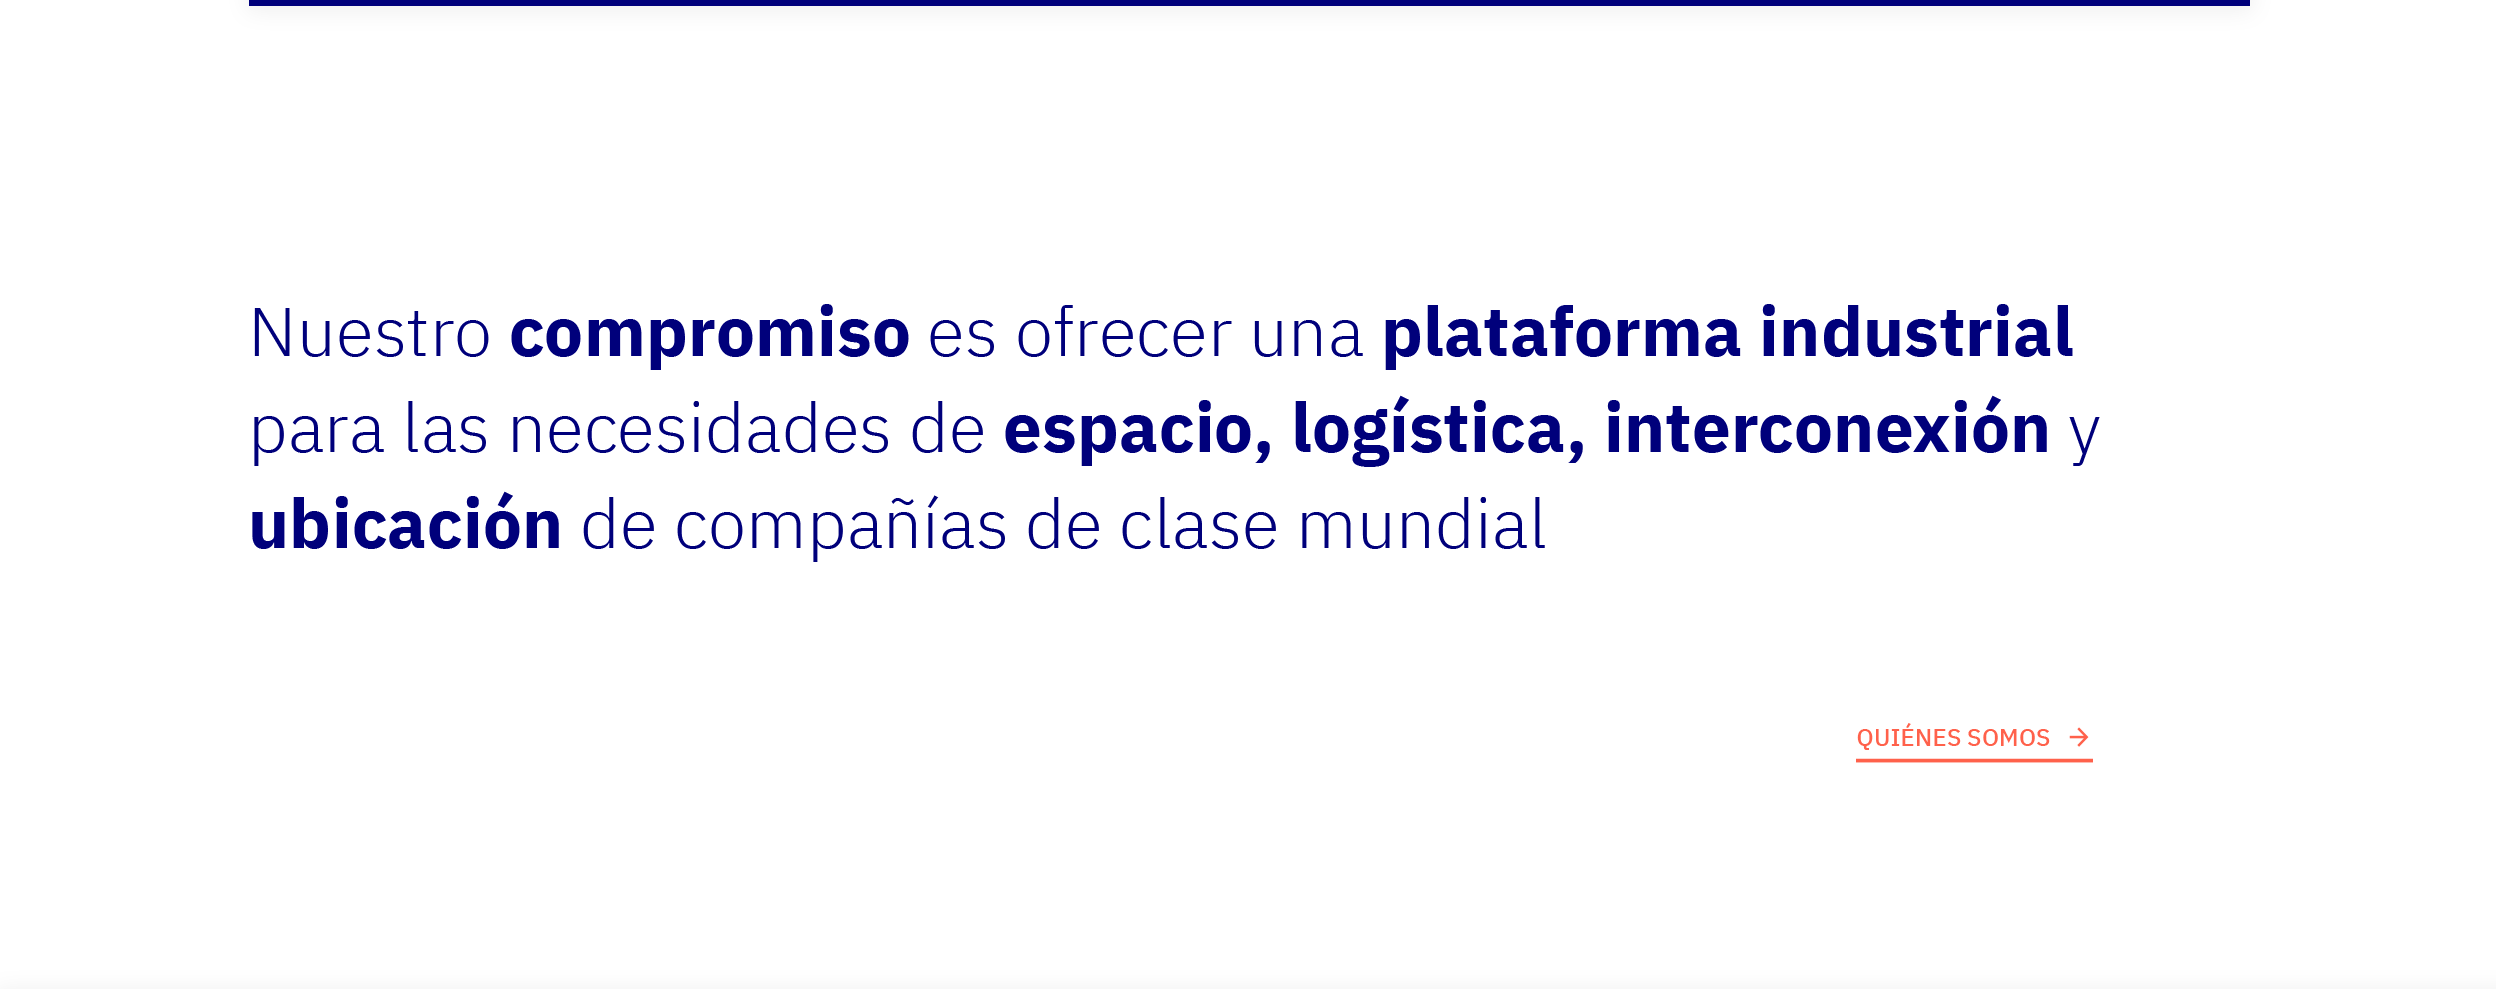 Nuestro compromiso es ofrecer una plataforma industrial
para las necesidades de espacio, logística, interconexión y
ubicación de compañías de clase mundial
QUIÉNES SOMOS →